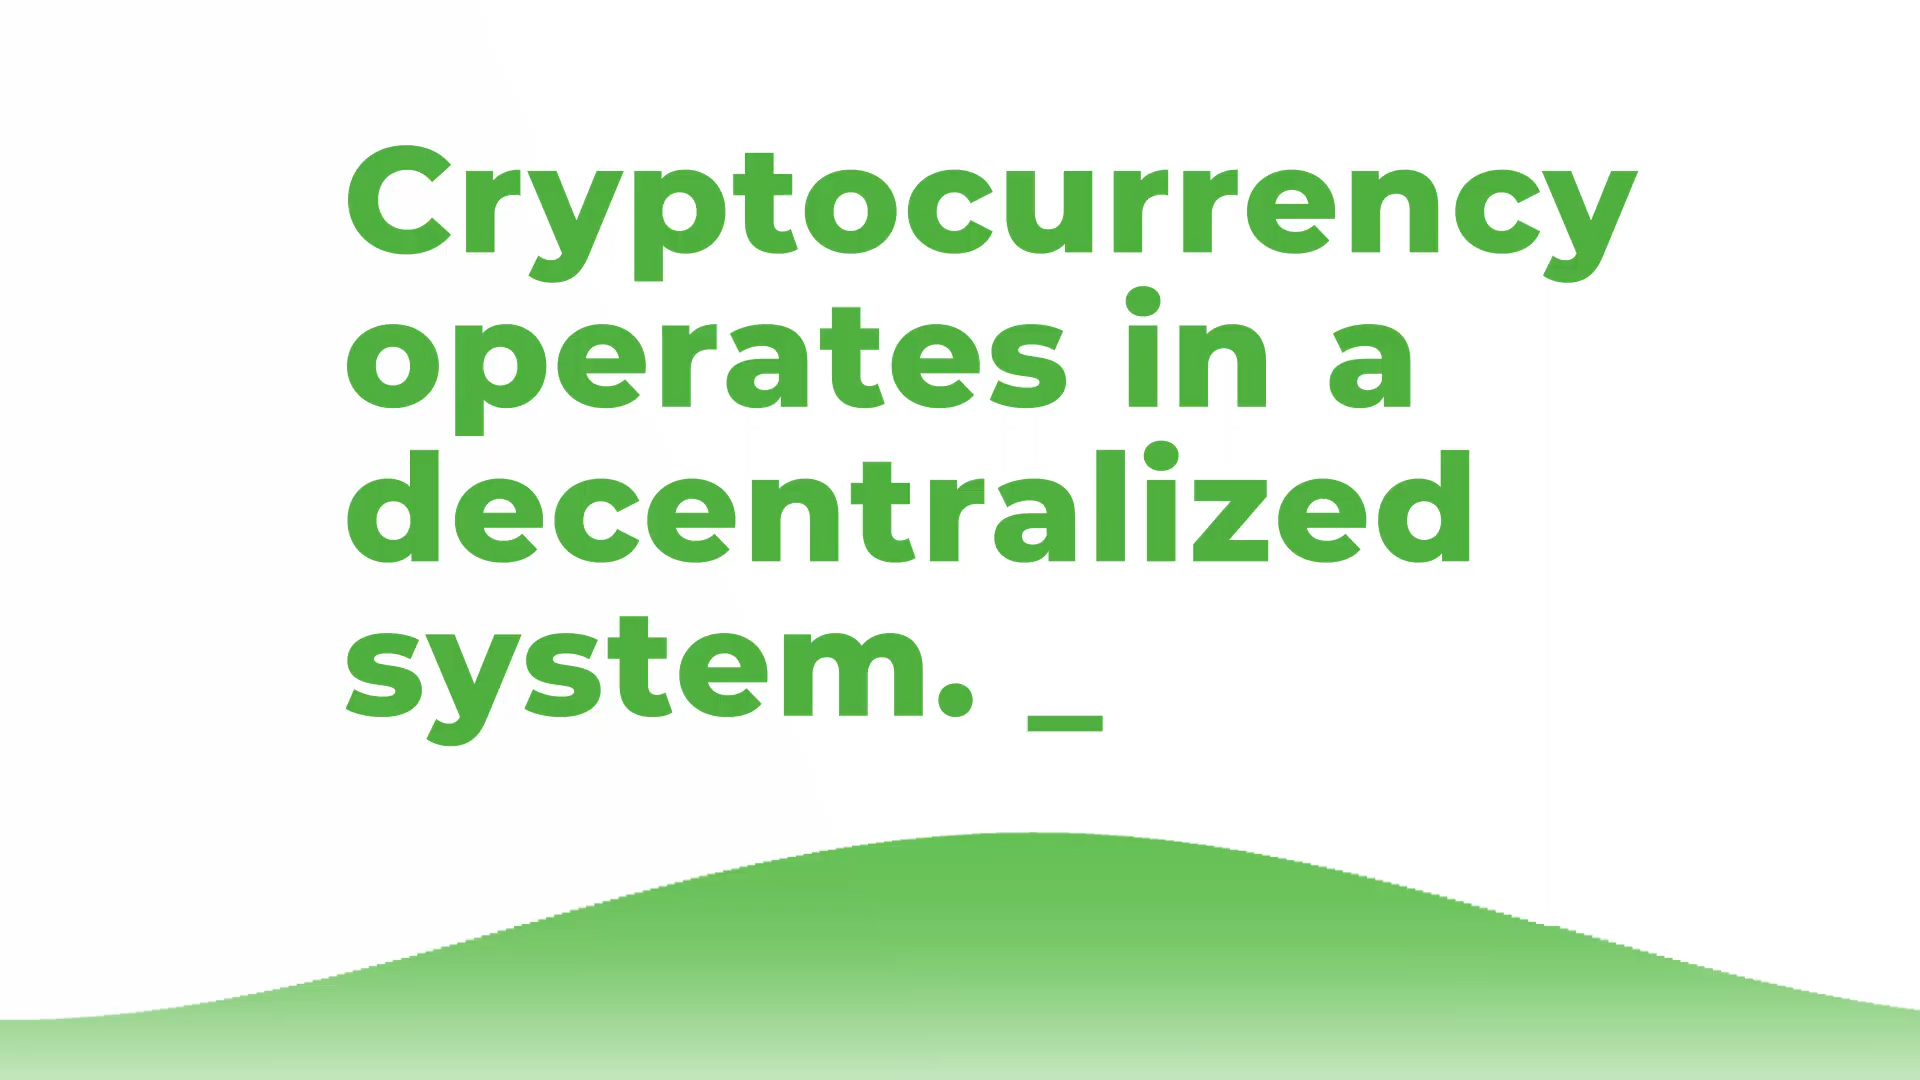 Cryptocurrency
operates in a
decentralized
system. _